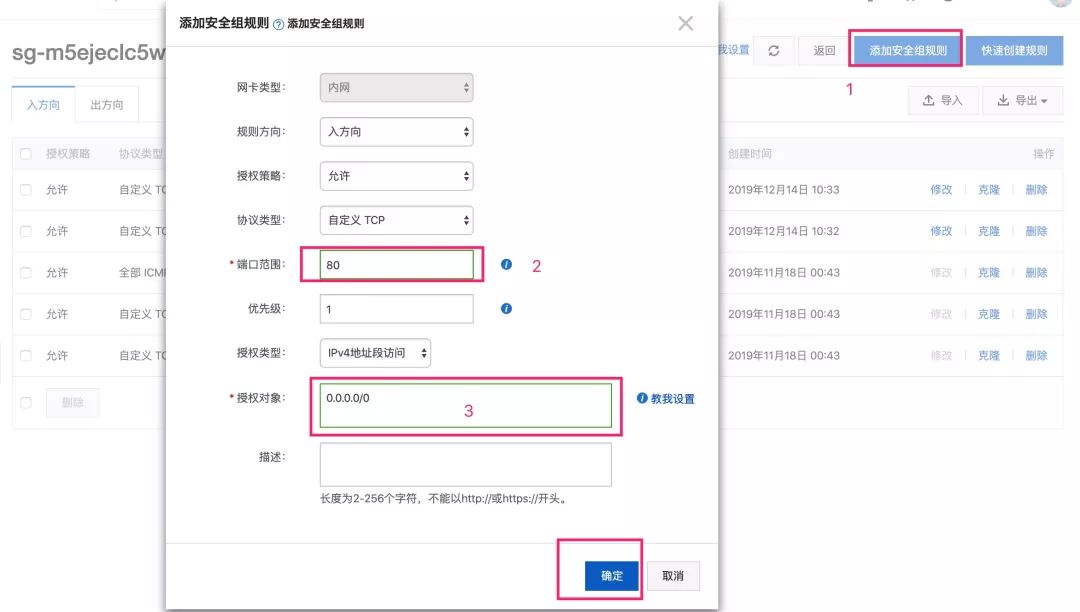 添加安全组规则 ? 添加安全组规则
sg-m5ejeclc5w
我设置
返回
添加安全组规则
快速创建规则
1
入方向
出方向
导入
导出
授权策略
协议类型
创建时间
操作
允许
自定义 TC
2019年12月14日 10:33
修改
克隆
删除
允许
自定义 TC
2019年12月14日 10:32
修改
克隆
删除
允许
全部 ICM
2019年11月18日 00:43
修改
克隆
删除
允许
自定义 TC
2019年11月18日 00:43
修改
克隆
删除
允许
自定义 TC
2019年11月18日 00:43
修改
克隆
删除
删除
网卡类型：
内网
规则方向：
入方向
授权策略：
允许
协议类型：
自定义 TCP
* 端口范围：
80
2
优先级：
1
授权类型：
IPv4地址段访问
* 授权对象：
0.0.0.0/0
3
教我设置
描述：
长度为2-256个字符，不能以http://或https://开头。
确定
取消